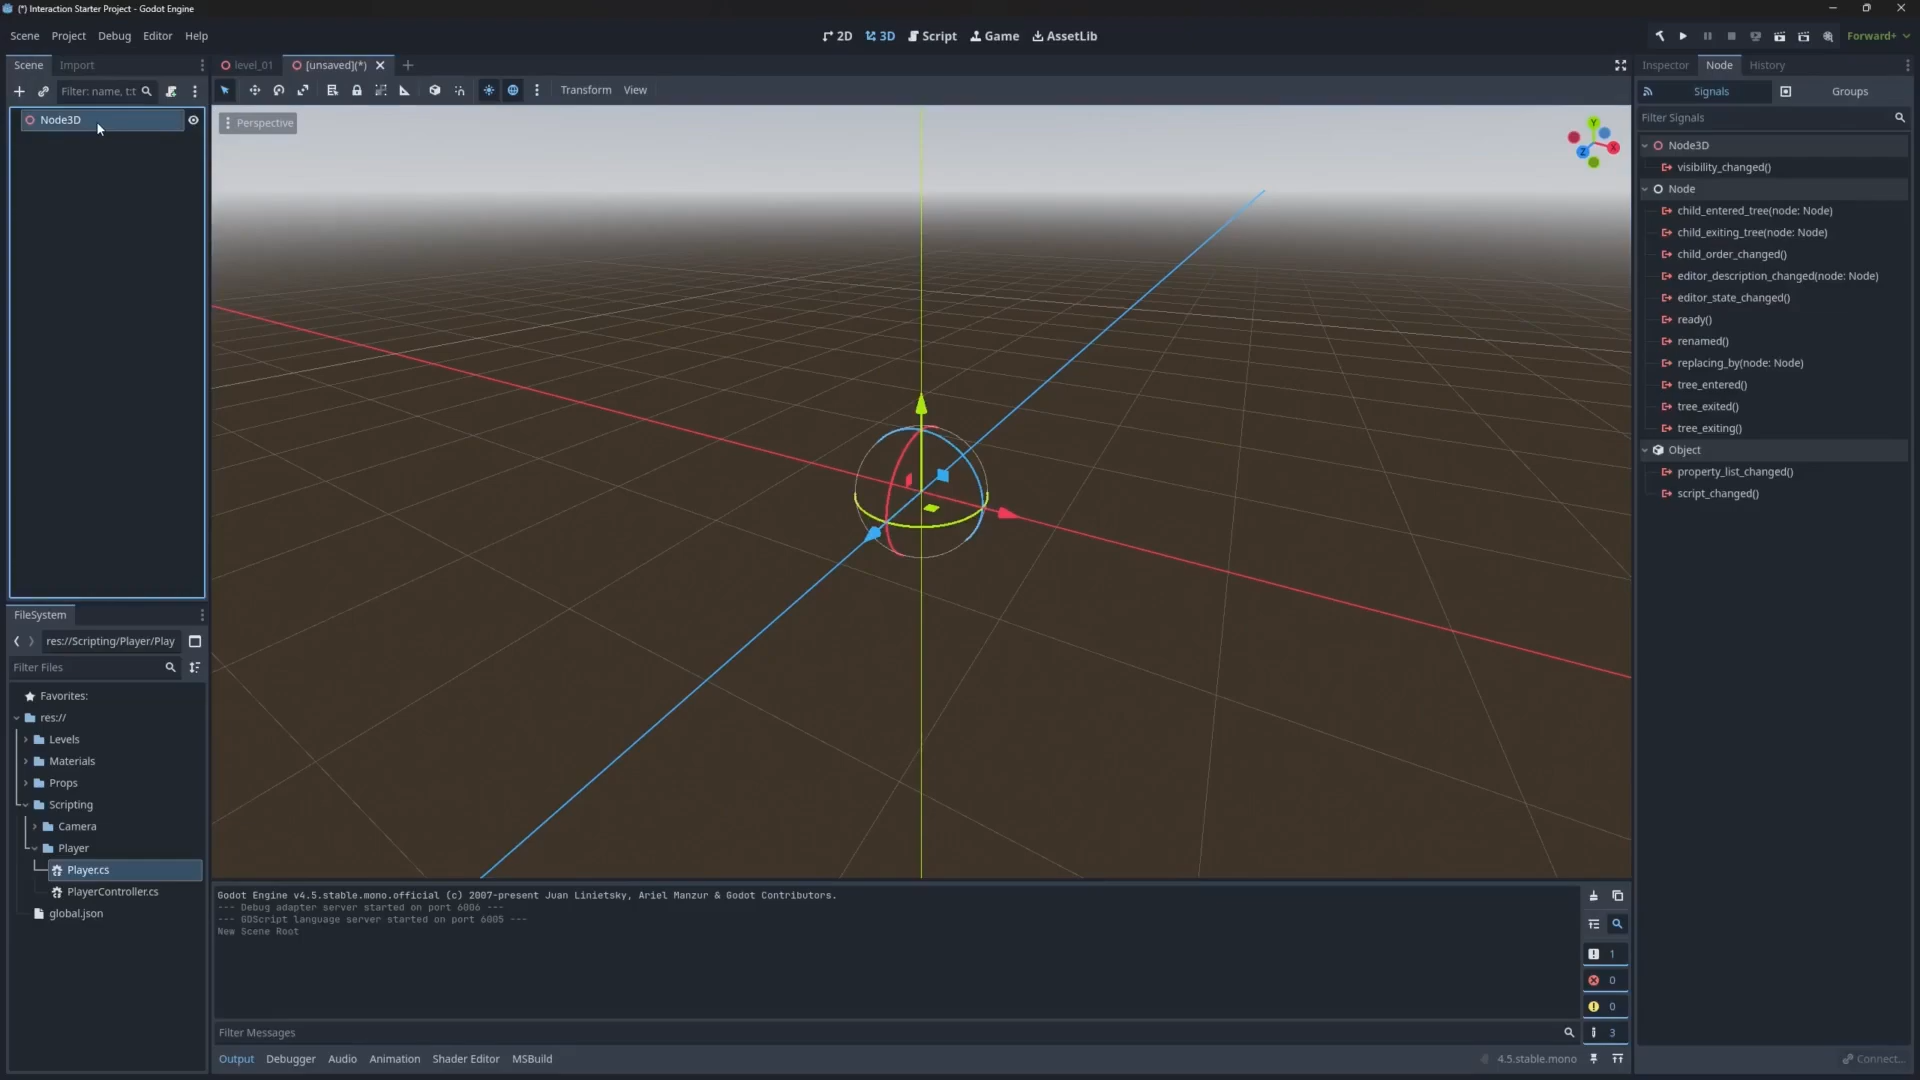 (*) Interaction Starter Project - Godot Engine
Scene Project Debug Editor Help
2D 3D Script Game AssetLib
Forward+
Scene Import
level_01 [unsaved](*)
Inspector Node History
Filter: name, t:t
Transform View
Signals Groups
Node3D
Perspective
Y
X
Z
Filter Signals
Node3D
visibility_changed()
Node
child_entered_tree(node: Node)
child_exiting_tree(node: Node)
child_order_changed()
editor_description_changed(node: Node)
editor_state_changed()
ready()
renamed()
replacing_by(node: Node)
tree_entered()
tree_exited()
tree_exiting()
Object
property_list_changed()
script_changed()
FileSystem
res://Scripting/Player/Play
Filter Files
Favorites:
res://
Levels
Materials
Props
Scripting
Camera
Player
Player.cs
PlayerController.cs
global.json
Godot Engine v4.5.stable.mono.official (c) 2007-present Juan Linietsky, Ariel Manzur & Godot Contributors.
--- Debug adapter server started on port 6006 ---
--- GDScript language server started on port 6005 ---
New Scene Root
1
0
0
3
Filter Messages
Output Debugger Audio Animation Shader Editor MSBuild
4.5.stable.mono
Connect...